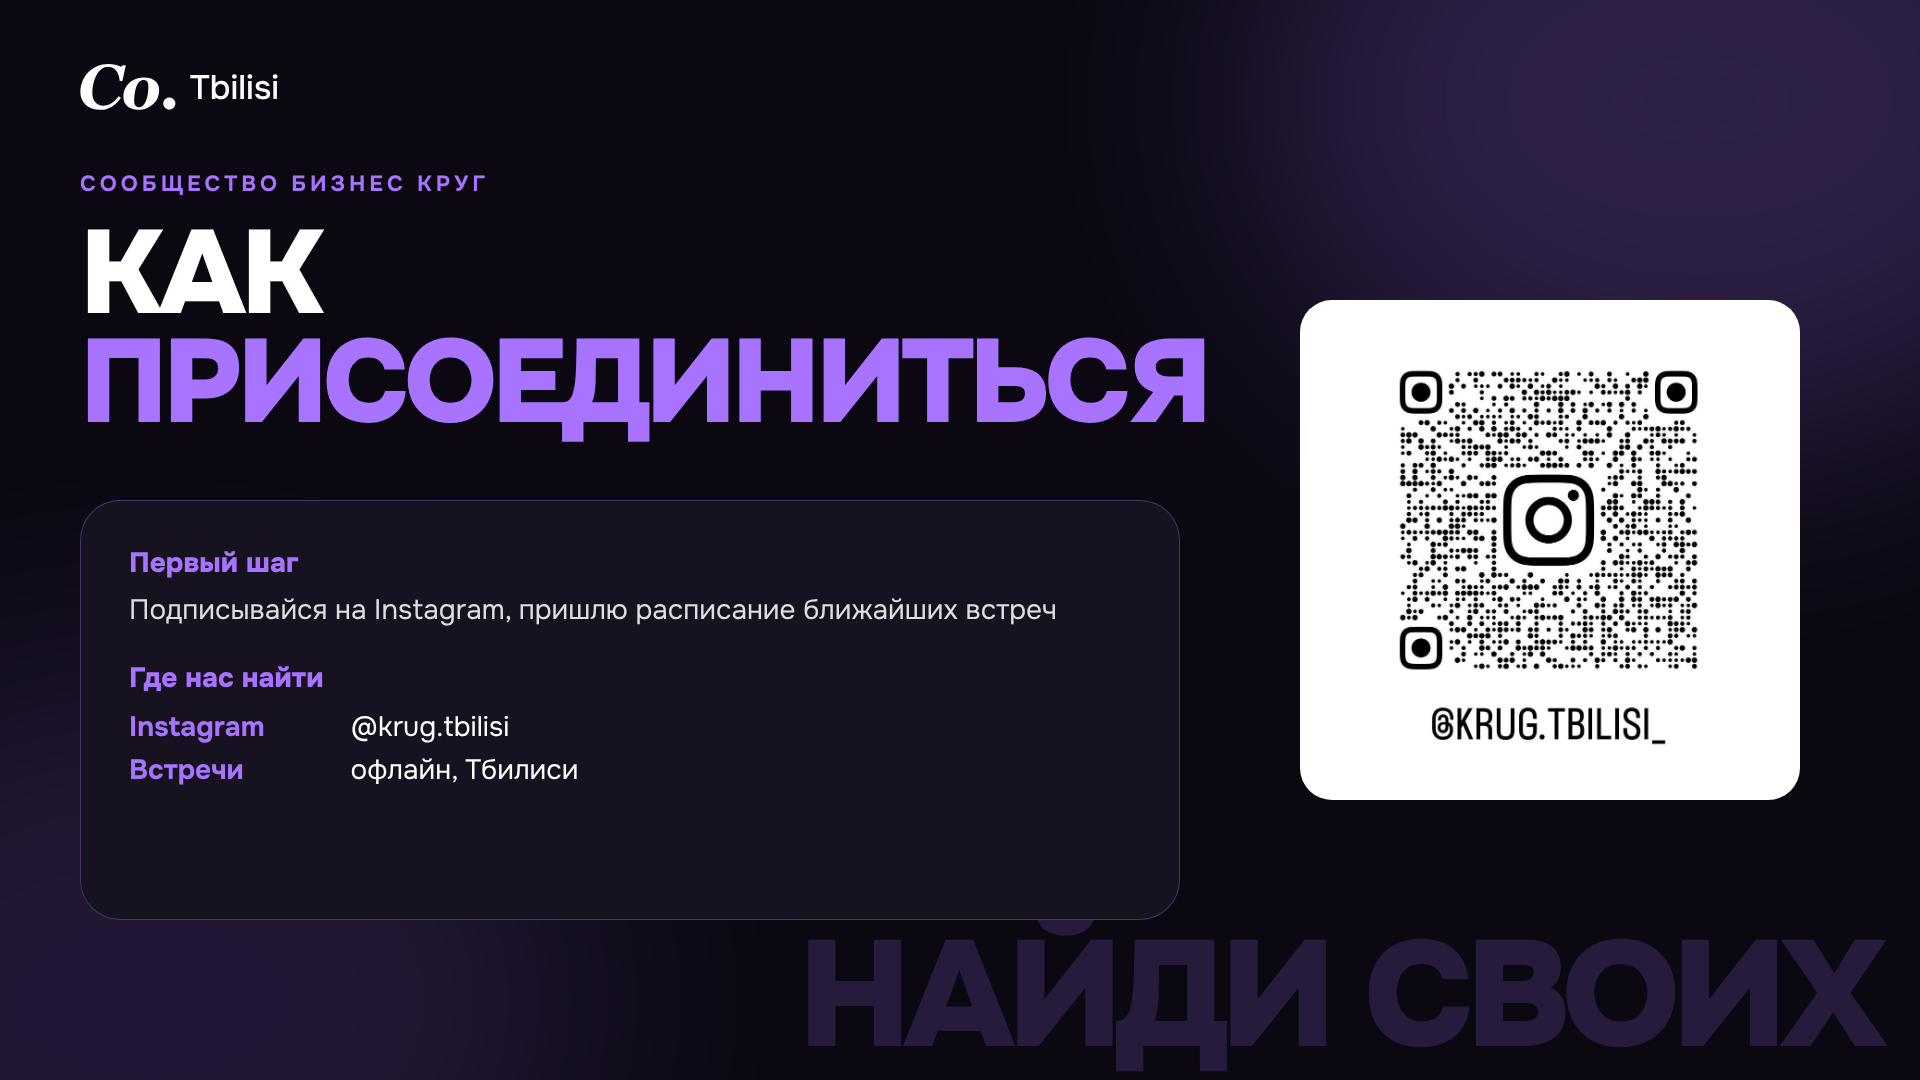 Co. Tbilisi
СООБЩЕСТВО БИЗНЕС КРУГ
КАК
ПРИСОЕДИНИТЬСЯ
Первый шаг
Подписывайся на Instagram, пришлю расписание ближайших встреч
Где нас найти
Instagram @krug.tbilisi
Встречи офлайн, Тбилиси
@KRUG.TBILISI_
НАЙДИ СВОИХ